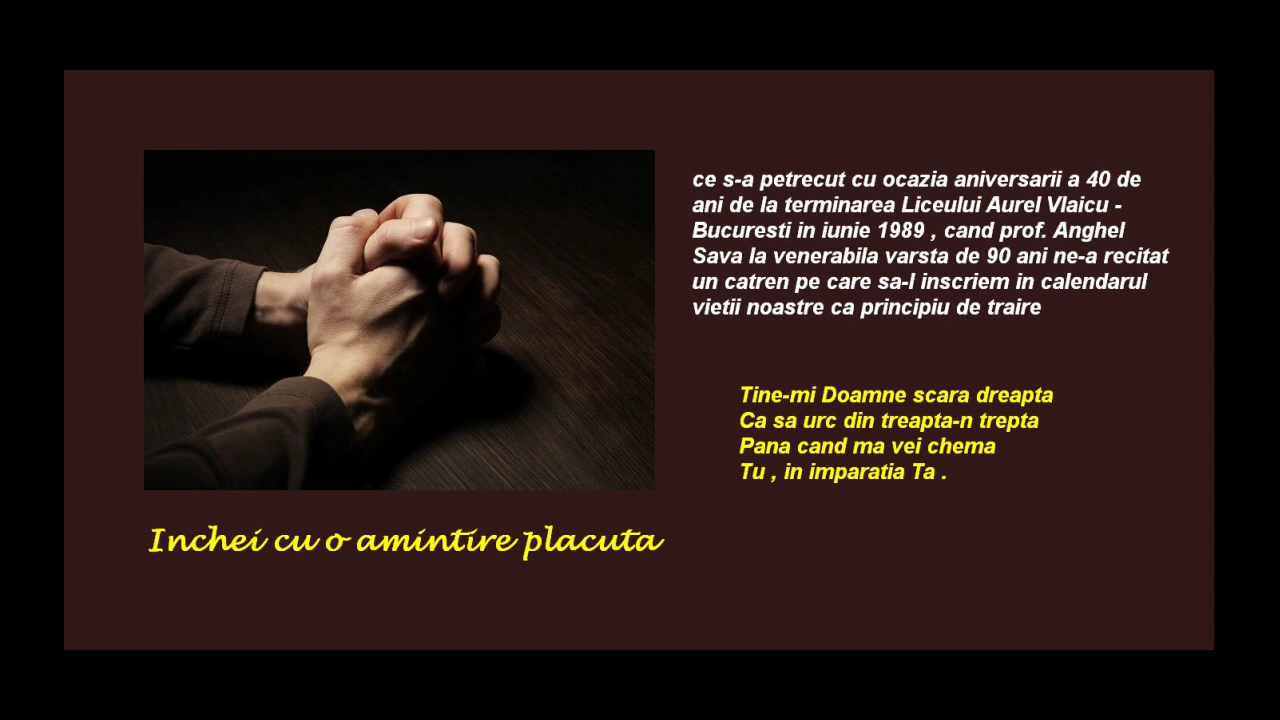 Inchei cu o amintire placuta
ce s-a petrecut cu ocazia aniversarii a 40 de
ani de la terminarea Liceului Aurel Vlaicu -
Bucuresti in iunie 1989 , cand prof. Anghel
Sava la venerabila varsta de 90 ani ne-a recitat
un catren pe care sa-l inscriem in calendarul
vietii noastre ca principiu de traire
Tine-mi Doamne scara dreapta
Ca sa urc din treapta-n trepta
Pana cand ma vei chema
Tu , in imparatia Ta .